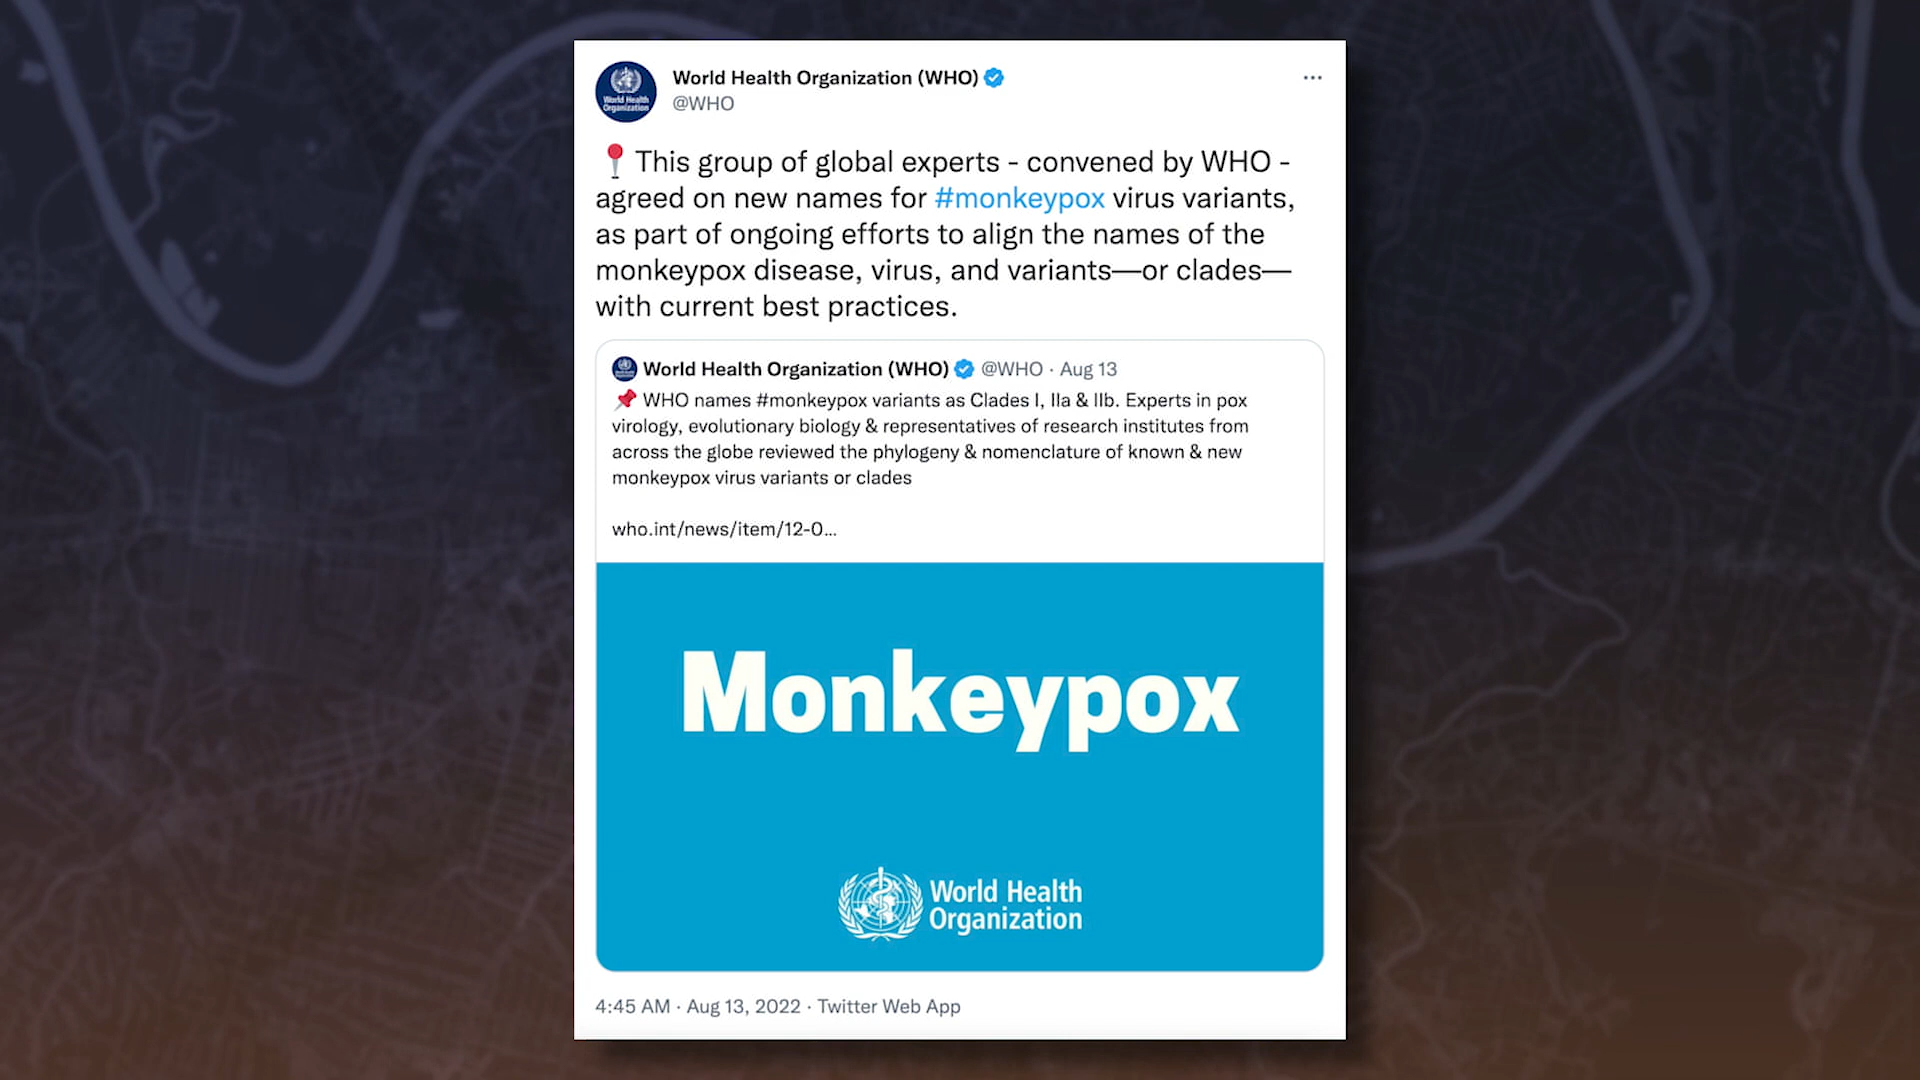 World Health Organization (WHO)
@WHO
This group of global experts - convened by WHO -
agreed on new names for #monkeypox virus variants,
as part of ongoing efforts to align the names of the
monkeypox disease, virus, and variants—or clades—
with current best practices.
World Health Organization (WHO) @WHO · Aug 13
WHO names #monkeypox variants as Clades I, IIa & IIb. Experts in pox
virology, evolutionary biology & representatives of research institutes from
across the globe reviewed the phylogeny & nomenclature of known & new
monkeypox virus variants or clades
who.int/news/item/12-0…
Monkeypox
World Health
Organization
4:45 AM · Aug 13, 2022 · Twitter Web App